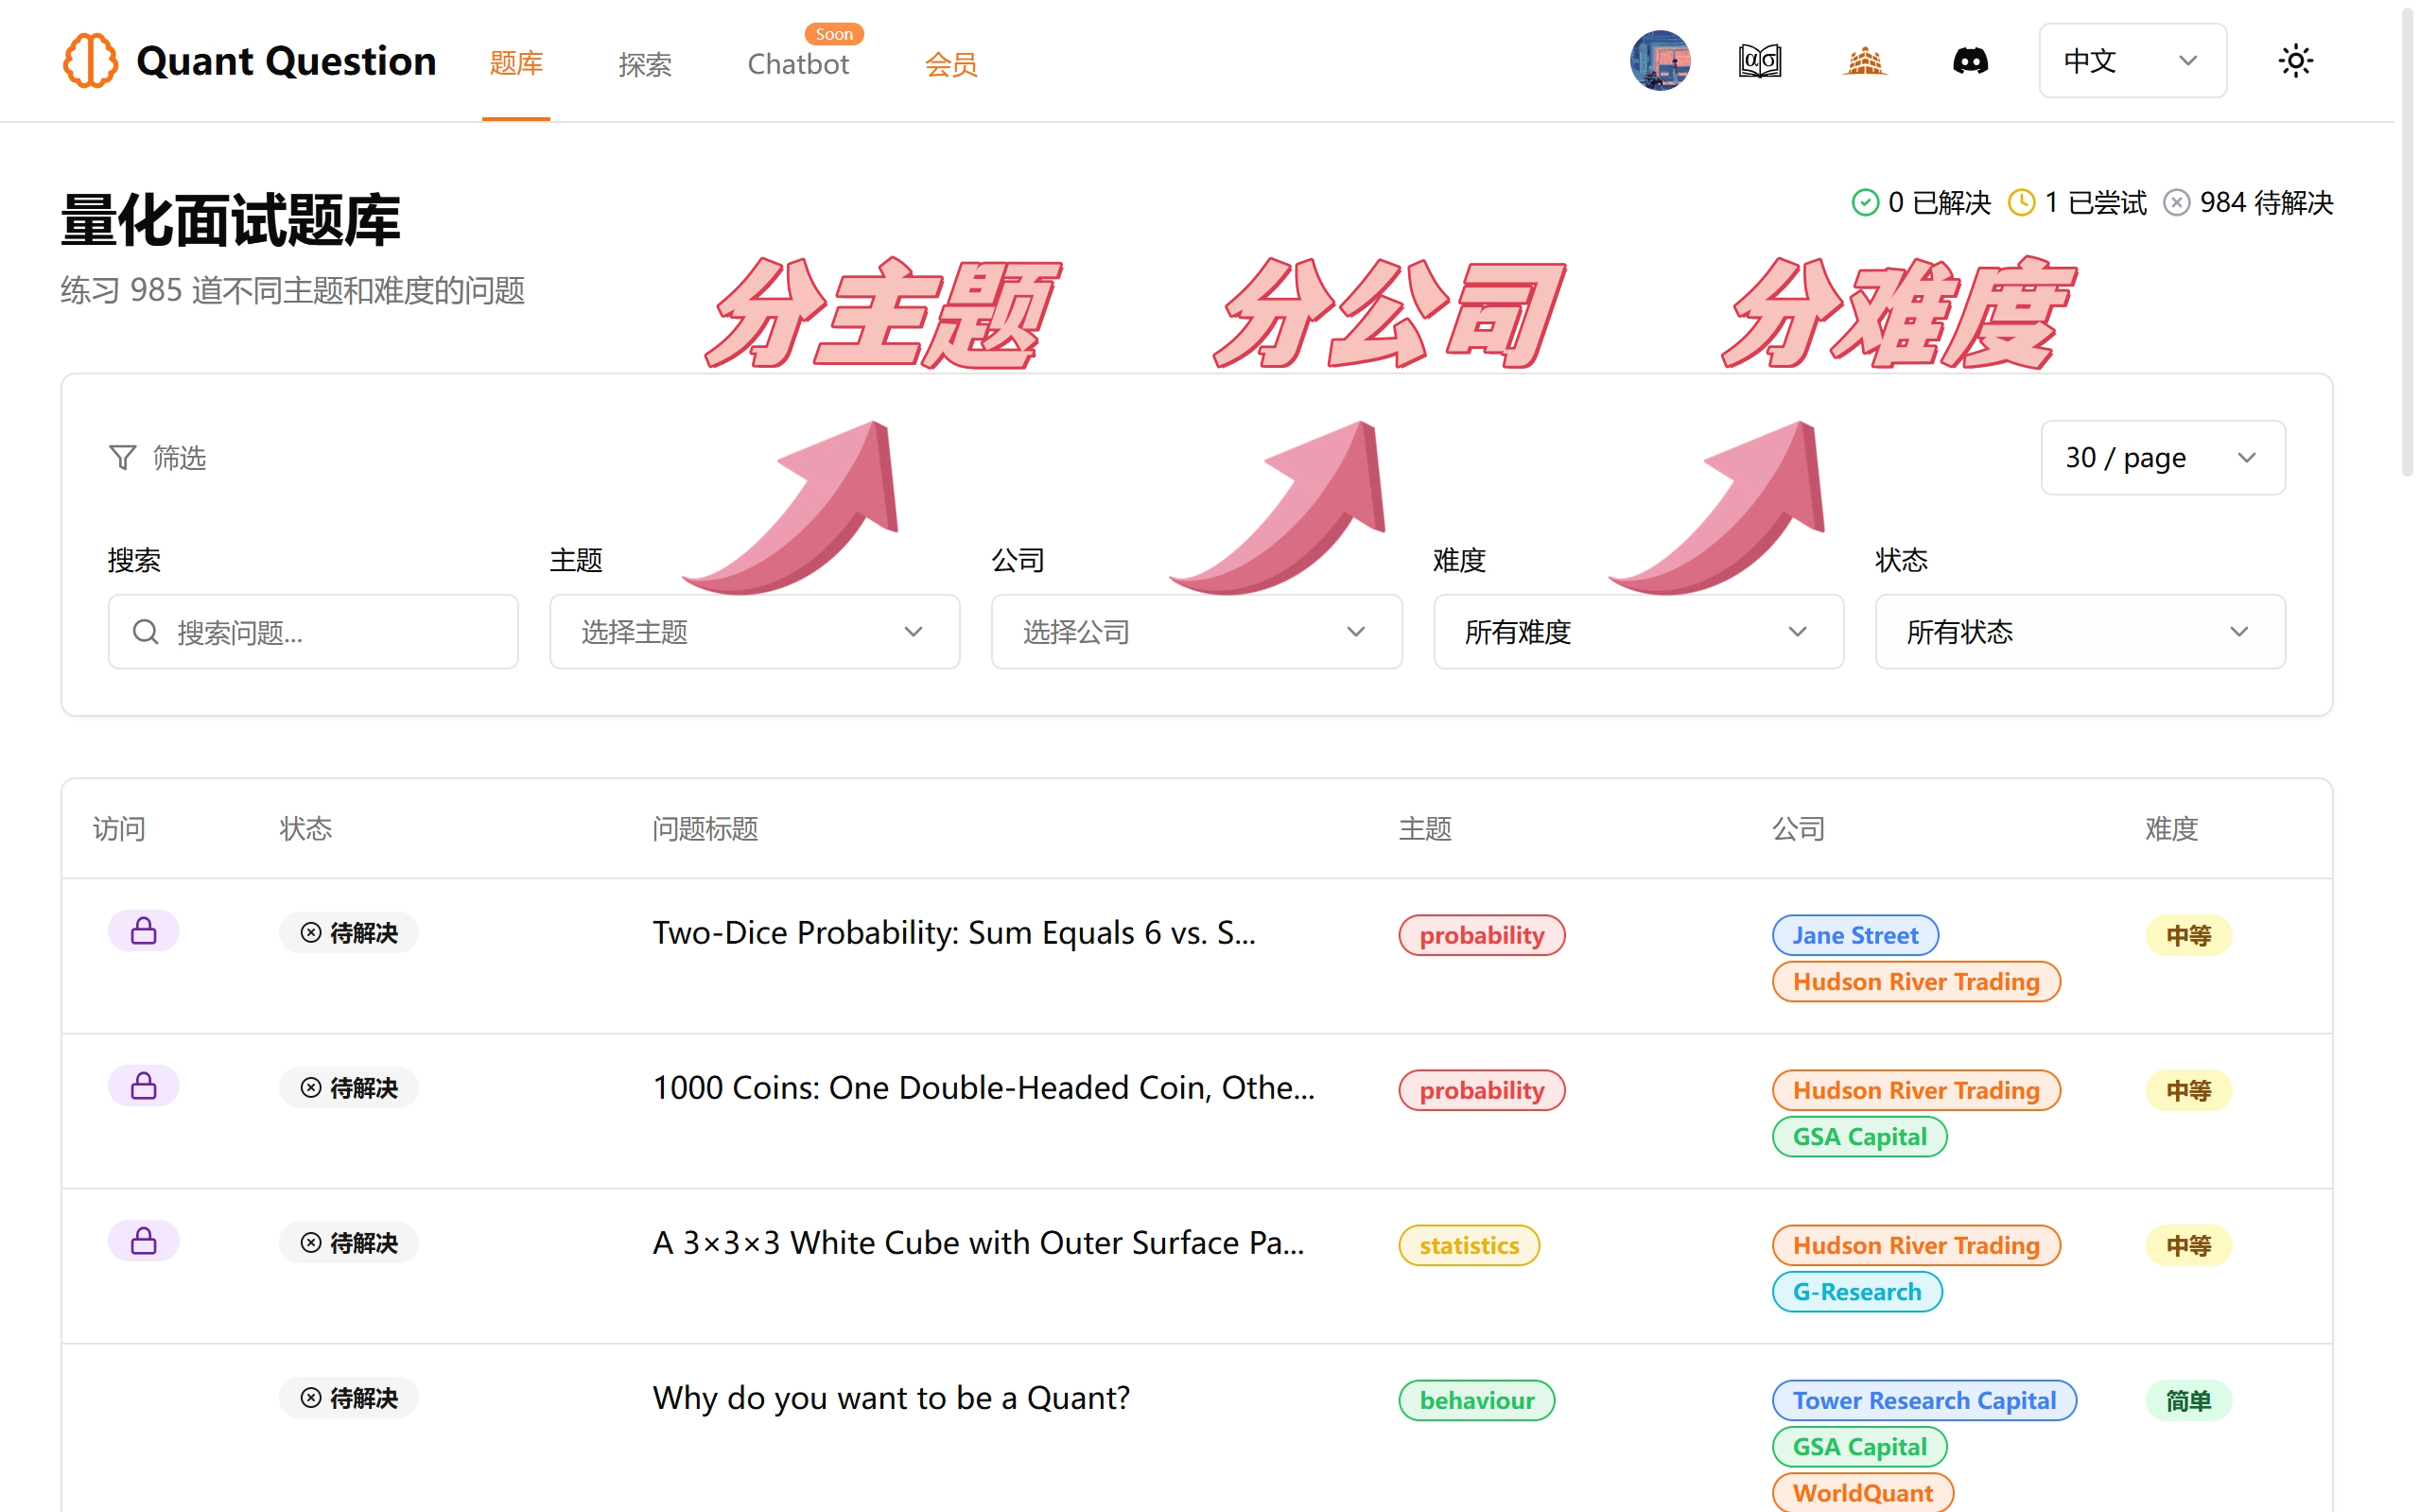 Quant Question
题库
探索
Chatbot
Soon
会员
ασ
中文
量化面试题库
0 已解决
1 已尝试
984 待解决
练习 985 道不同主题和难度的问题
分主题
分公司
分难度
筛选
30 / page
搜索
主题
公司
难度
状态
搜索问题...
选择主题
选择公司
所有难度
所有状态
访问
状态
问题标题
主题
公司
难度
待解决
Two-Dice Probability: Sum Equals 6 vs. S...
probability
Jane Street
Hudson River Trading
中等
待解决
1000 Coins: One Double-Headed Coin, Othe...
probability
Hudson River Trading
GSA Capital
中等
待解决
A 3×3×3 White Cube with Outer Surface Pa...
statistics
Hudson River Trading
G-Research
中等
待解决
Why do you want to be a Quant?
behaviour
Tower Research Capital
GSA Capital
WorldQuant
简单